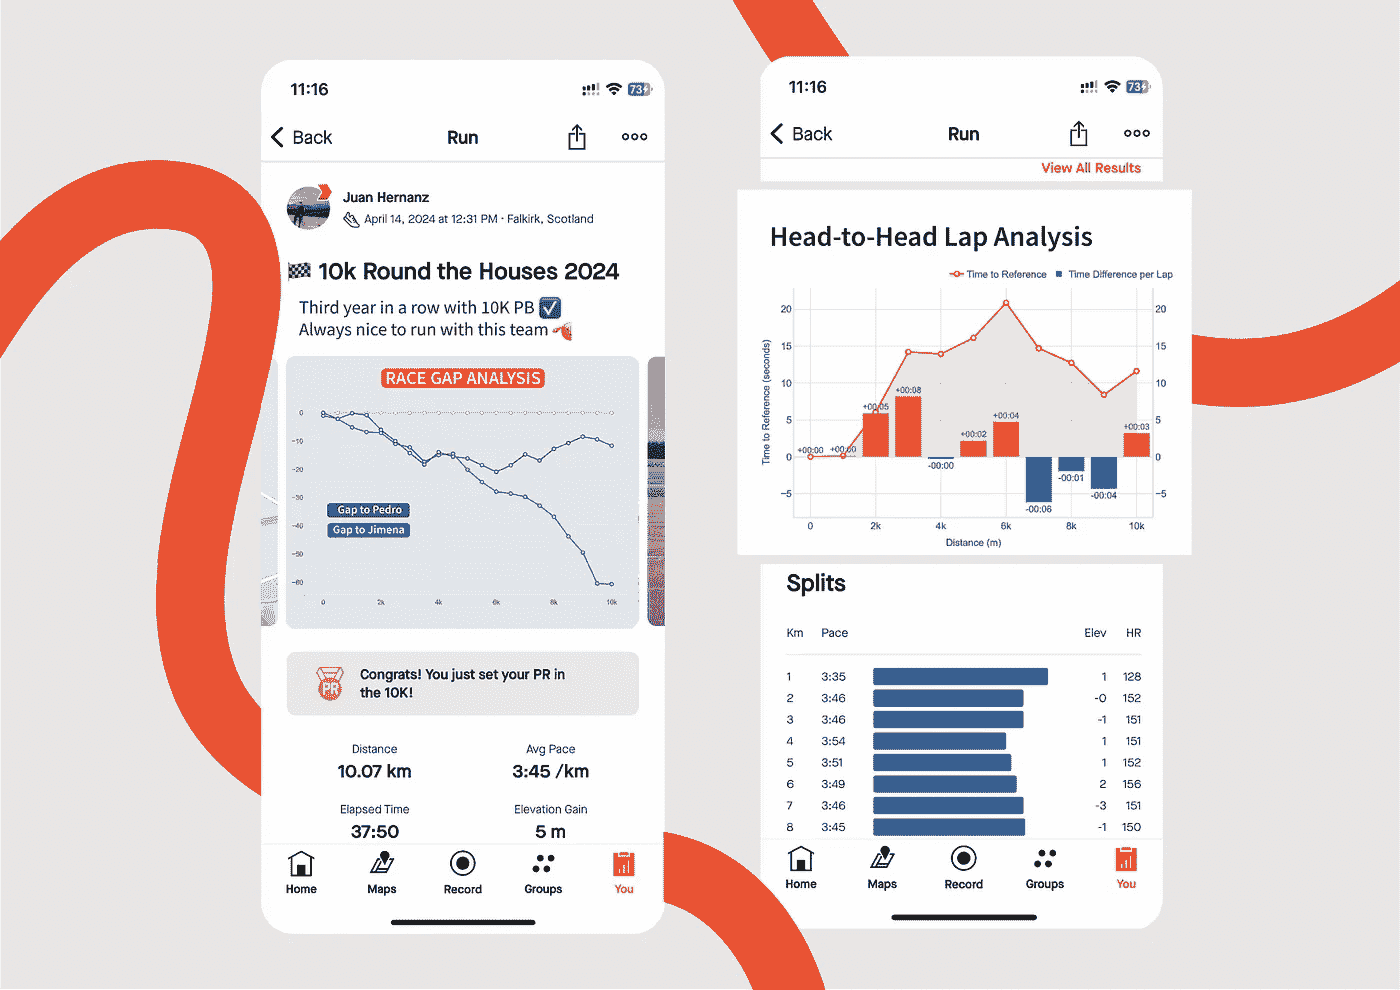 11:16
73
Back
Run
Juan Hernanz
April 14, 2024 at 12:31 PM · Falkirk, Scotland
10k Round the Houses 2024
Third year in a row with 10K PB
Always nice to run with this team
RACE GAP ANALYSIS
0
-10
-20
-30
-40
-50
-60
Gap to Pedro
Gap to Jimena
0 2k 4k 6k 8k 10k
PR
Congrats! You just set your PR in
the 10K!
Distance Avg Pace
10.07 km 3:45 /km
Elapsed Time Elevation Gain
37:50 5 m
Home Maps Record Groups You
11:16
73
Back
Run
View All Results
Head-to-Head Lap Analysis
Time to Reference Time Difference per Lap
Time to Reference (seconds)
20 20
15 15
10 10
5 5
0 0
-5 -5
+00:00 +00:00 +00:05 +00:08 -00:00 +00:02 +00:04 -00:06 -00:01 -00:04 +00:03
0 2k 4k 6k 8k 10k
Distance (m)
Splits
Km Pace Elev HR
1 3:35 1 128
2 3:46 -0 152
3 3:46 -1 151
4 3:54 1 151
5 3:51 1 152
6 3:49 2 156
7 3:46 -3 151
8 3:45 -1 150
Home Maps Record Groups You